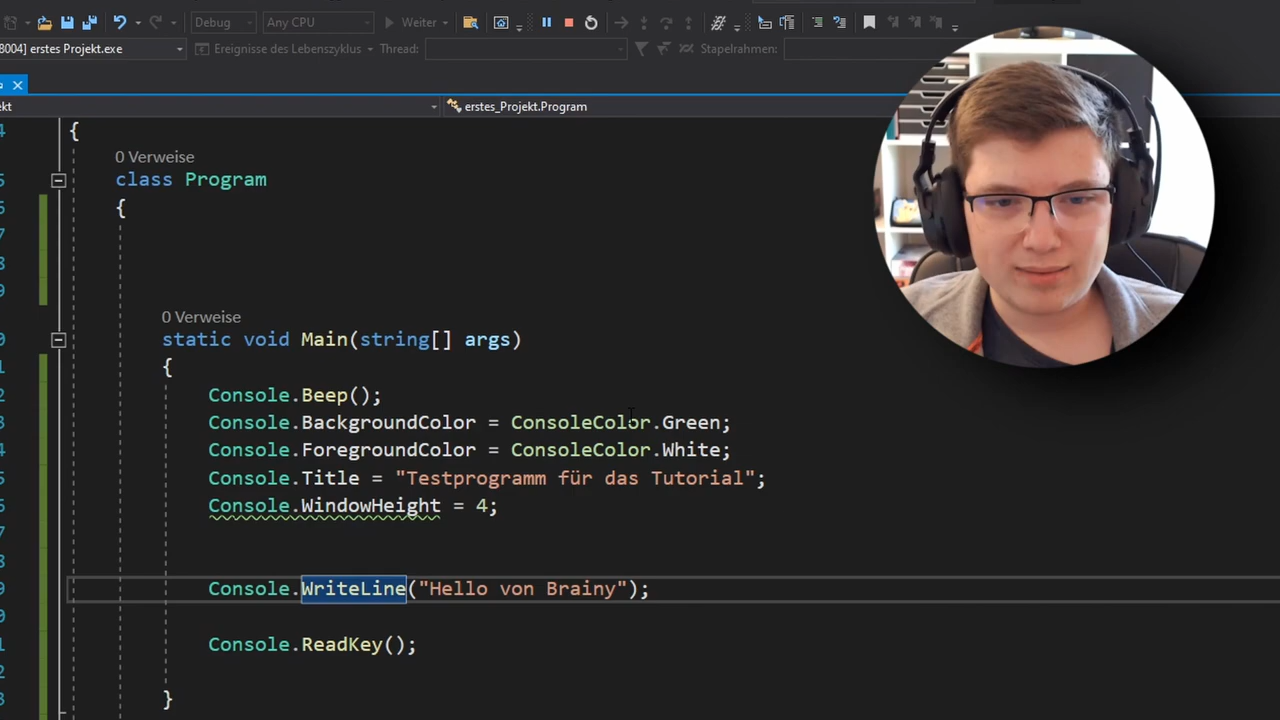 Debug Any CPU Weiter
8004] erstes Projekt.exe Ereignisse des Lebenszyklus Thread: Stapelrahmen:
erstes_Projekt.Program
{
0 Verweise
class Program
{
0 Verweise
static void Main(string[] args)
{
Console.Beep();
Console.BackgroundColor = ConsoleColor.Green;
Console.ForegroundColor = ConsoleColor.White;
Console.Title = "Testprogramm für das Tutorial";
Console.WindowHeight = 4;
Console.WriteLine("Hello von Brainy");
Console.ReadKey();
}